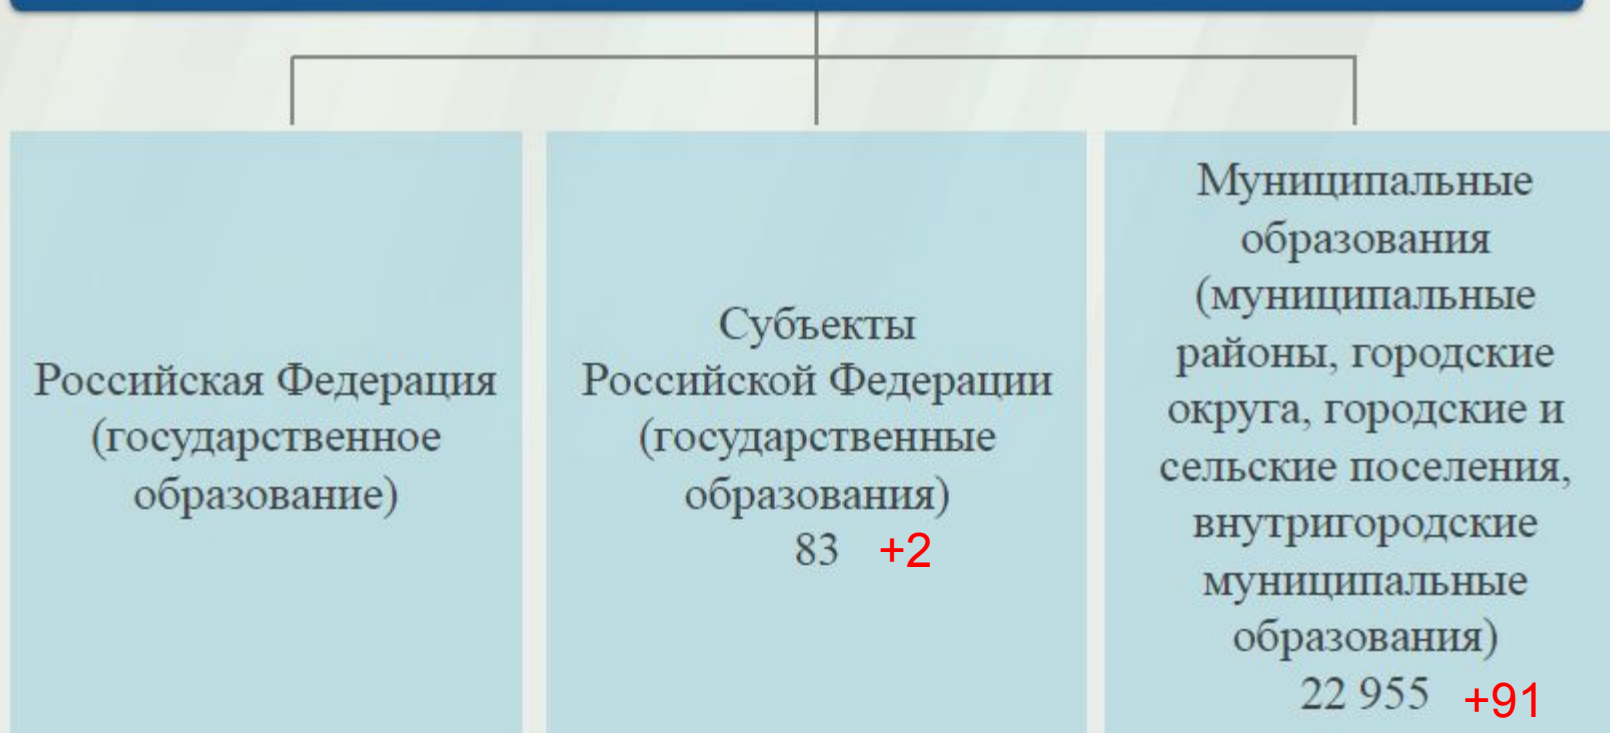 Российская Федерация
(государственное
образование)
Субъекты
Российской Федерации
(государственные
образования)
83 +2
Муниципальные
образования
(муниципальные
районы, городские
округа, городские и
сельские поселения,
внутригородские
муниципальные
образования)
22 955 +91